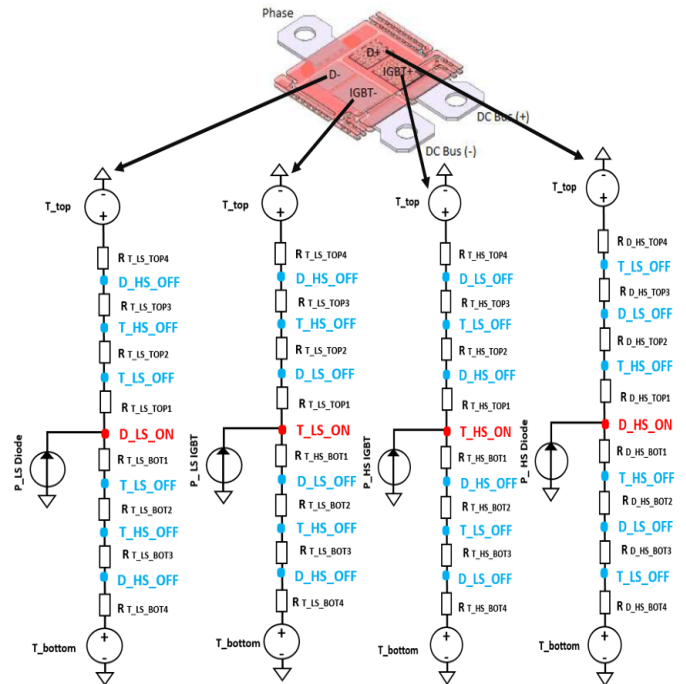 Phase
D+
D-
IGBT+
IGBT-
DC Bus (+)
DC Bus (-)
T_top
-
+
R T_LS_TOP4
D_HS_OFF
R T_LS_TOP3
T_HS_OFF
R T_LS_TOP2
T_LS_OFF
R T_LS_TOP1
D_LS_ON
P_LS Diode
R T_LS_BOT1
T_LS_OFF
R T_LS_BOT2
T_HS_OFF
R T_LS_BOT3
D_HS_OFF
R T_LS_BOT4
T_bottom
+
-
T_top
-
+
R T_LS_TOP4
D_HS_OFF
R T_LS_TOP3
T_HS_OFF
R T_LS_TOP2
D_LS_OFF
R T_LS_TOP1
T_LS_ON
P_LS IGBT
R T_HS_BOT1
D_LS_OFF
R T_LS_BOT2
T_HS_OFF
R T_LS_BOT3
D_HS_OFF
R T_LS_BOT4
T_bottom
+
-
T_top
-
+
R T_HS_TOP4
D_LS_OFF
R T_HS_TOP3
T_LS_OFF
R T_HS_TOP2
D_HS_OFF
R T_HS_TOP1
T_HS_ON
P_HS IGBT
R T_HS_BOT1
D_HS_OFF
R T_HS_BOT2
T_LS_OFF
R T_HS_BOT3
D_LS_OFF
R T_HS_BOT4
T_bottom
+
-
T_top
-
+
R D_HS_TOP4
T_LS_OFF
R D_HS_TOP3
D_LS_OFF
R D_HS_TOP2
T_HS_OFF
R D_HS_TOP1
D_HS_ON
P_ HS Diode
R D_HS_BOT1
T_HS_OFF
R D_HS_BOT2
D_LS_OFF
R D_HS_BOT3
T_LS_OFF
R D_HS_BOT4
T_bottom
+
-